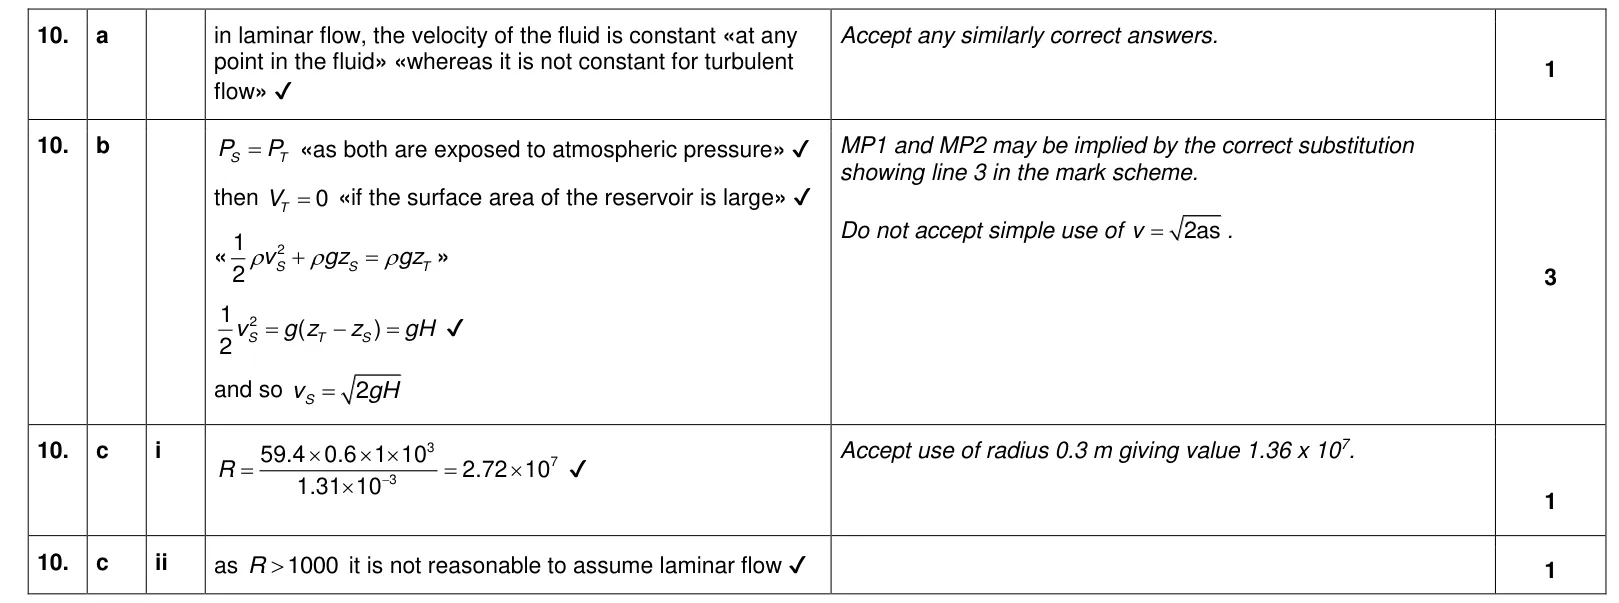 10. a in laminar flow, the velocity of the fluid is constant «at any Accept any similarly correct answers.
point in the fluid» «whereas it is not constant for turbulent 1
flow» ✓
10. b P_S = P_T «as both are exposed to atmospheric pressure» ✓ MP1 and MP2 may be implied by the correct substitution
showing line 3 in the mark scheme.
then V_T = 0 «if the surface area of the reservoir is large» ✓
Do not accept simple use of v = √2as .
« 1/2 ρv_S² + ρgz_S = ρgz_T » 3
1/2 v_S² = g(z_T − z_S) = gH ✓
and so v_S = √2gH
10. c i R = 59.4×0.6×1×10³ / 1.31×10⁻³ = 2.72×10⁷ ✓ Accept use of radius 0.3 m giving value 1.36 x 10⁷.
1
10. c ii as R > 1000 it is not reasonable to assume laminar flow ✓ 1